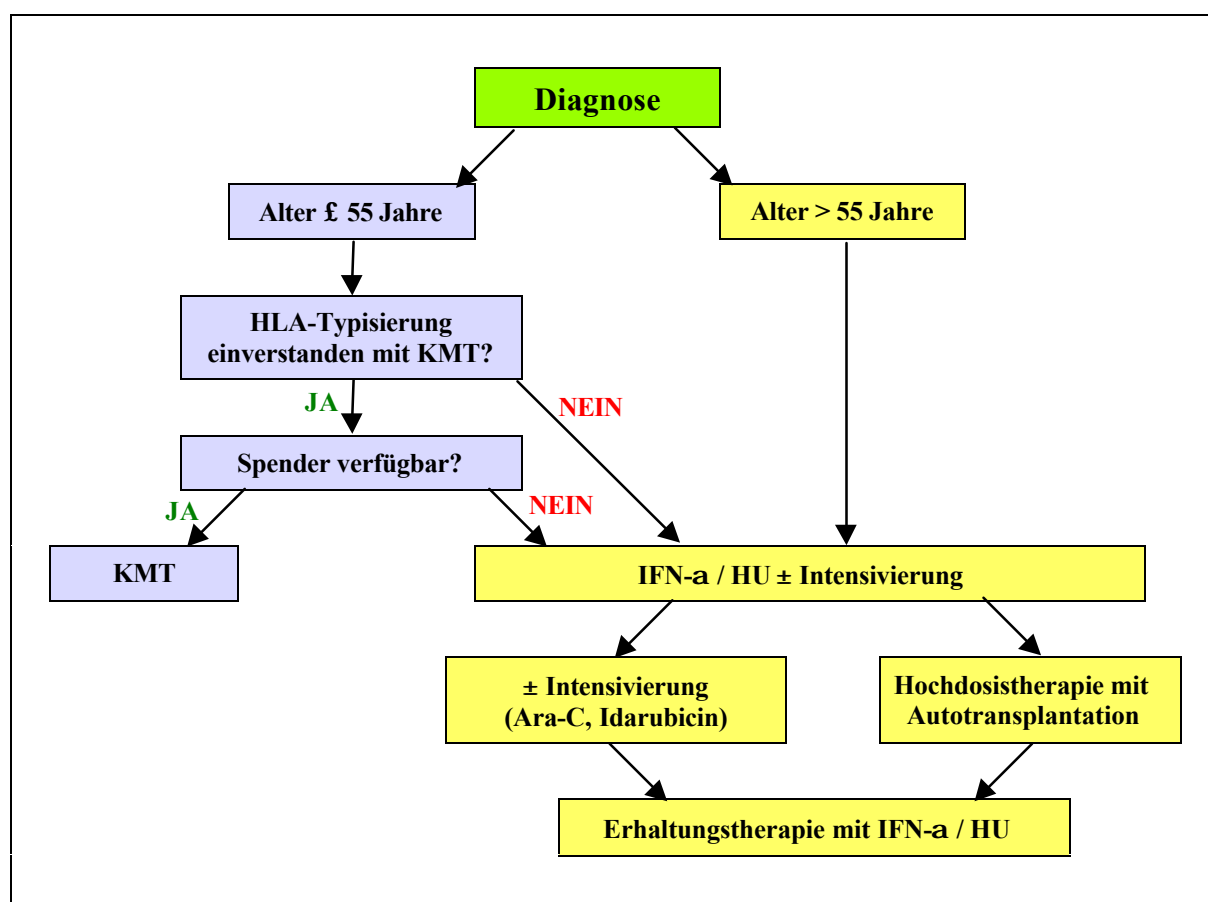 Diagnose
Alter £ 55 Jahre
Alter > 55 Jahre
HLA-Typisierung
einverstanden mit KMT?
JA
NEIN
Spender verfügbar?
JA
NEIN
KMT
IFN-a / HU ± Intensivierung
± Intensivierung
(Ara-C, Idarubicin)
Hochdosistherapie mit
Autotransplantation
Erhaltungstherapie mit IFN-a / HU